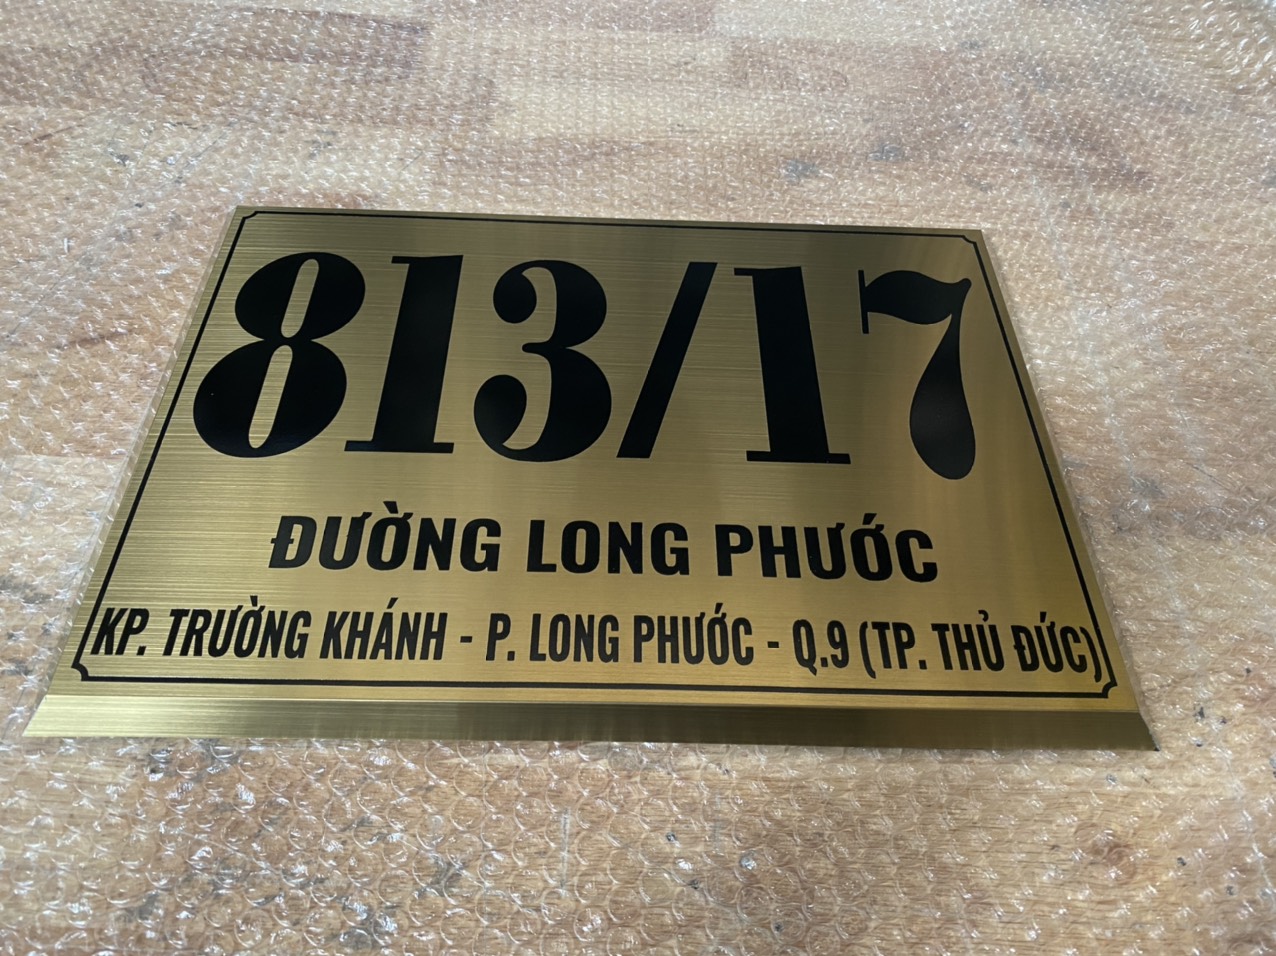 813/17
ĐƯỜNG LONG PHƯỚC
KP. TRƯỜNG KHÁNH - P. LONG PHƯỚC - Q.9 (TP. THỦ ĐỨC)